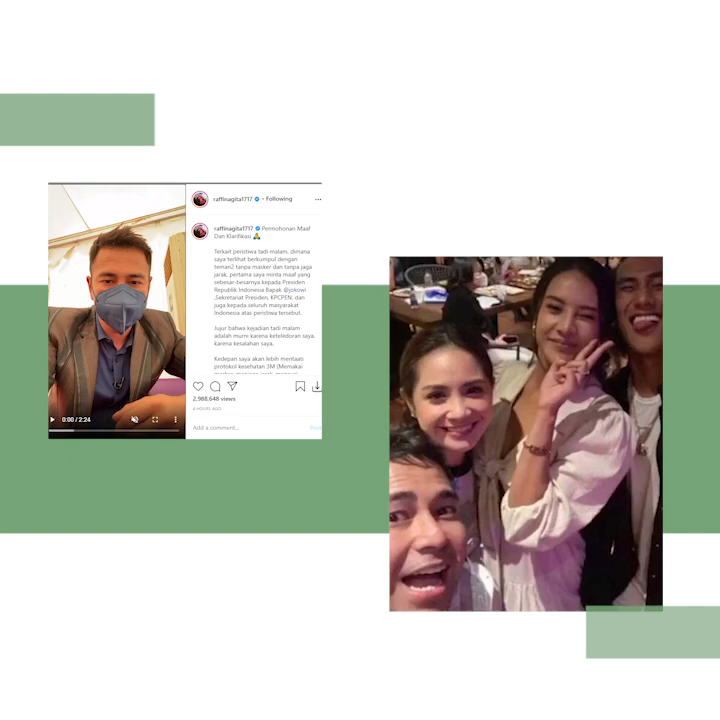 raffinagita1717 • Following
raffinagita1717 Permohonan Maaf
Dan Klarifikasi 🙏
Terkait peristiwa tadi malam, dimana
saya terlihat berkumpul dengan
teman2 tanpa masker dan tanpa jaga
jarak, pertama saya minta maaf yang
sebesar-besarnya kepada Presiden
Republik Indonesia Bapak @jokowi
,Sekretariat Presiden, KPCPEN, dan
juga kepada seluruh masyarakat
Indonesia atas peristiwa tersebut.
Jujur bahwa kejadian tadi malam
adalah murni karena keteledoran saya,
karena kesalahan saya.
Kedepan saya akan lebih mentaati
protokol kesehatan 3M (Memakai
0:00 / 2:24
2,988,648 views
6 HOURS AGO
Add a comment...